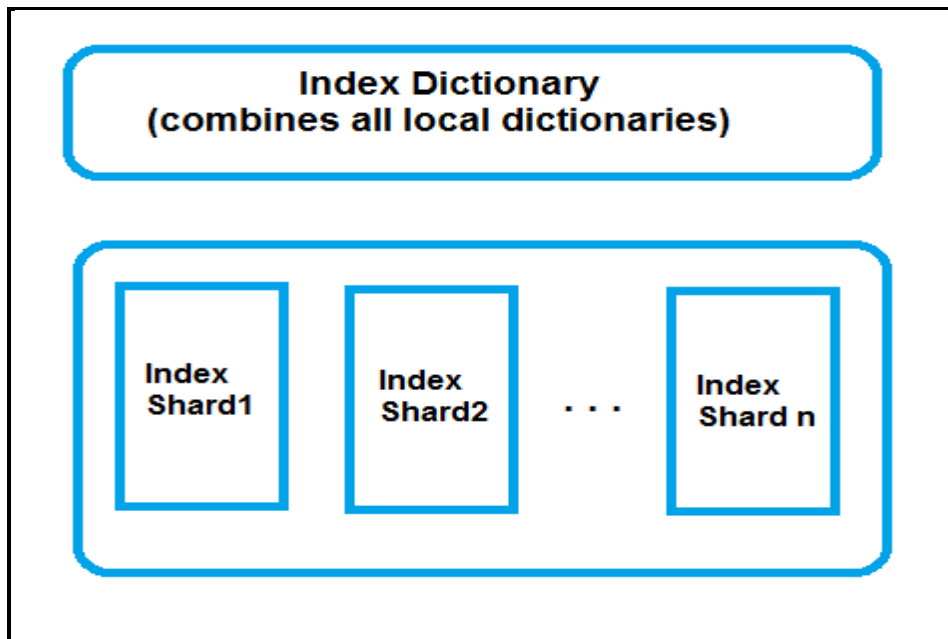 Index Dictionary
(combines all local dictionaries)
Index
Shard1
Index
Shard2
. . .
Index
Shard n